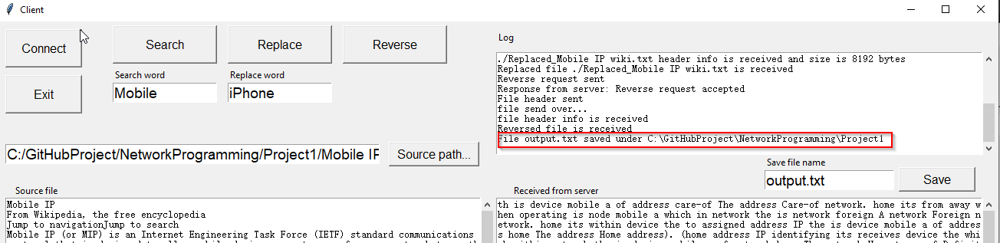 Client
Connect
Search
Replace
Reverse
Log
Search word
Replace word
Exit
Mobile
iPhone
./Replaced_Mobile IP wiki.txt header info is received and size is 8192 bytes
Replaced file ./Replaced_Mobile IP wiki.txt is received
Reverse request sent
Response from server: Reverse request accepted
File header sent
file send over...
file header info is received
Reversed file is received
File output.txt saved under C:\GitHubProject\NetworkProgramming\Project1
C:/GitHubProject/NetworkProgramming/Project1/Mobile IP
Source path...
Save file name
output.txt
Save
Source file
Received from server
Mobile IP
From Wikipedia, the free encyclopedia
Jump to navigationJump to search
Mobile IP (or MIP) is an Internet Engineering Task Force (IETF) standard communications
th is device mobile a of address care-of The address Care-of network. home its from away w
hen operating is node mobile a which in network the is network foreign A network Foreign n
etwork. home its within device the to assigned address IP the is device mobile a of addres
s home The address Home address). (home address IP identifying its receives device the whi